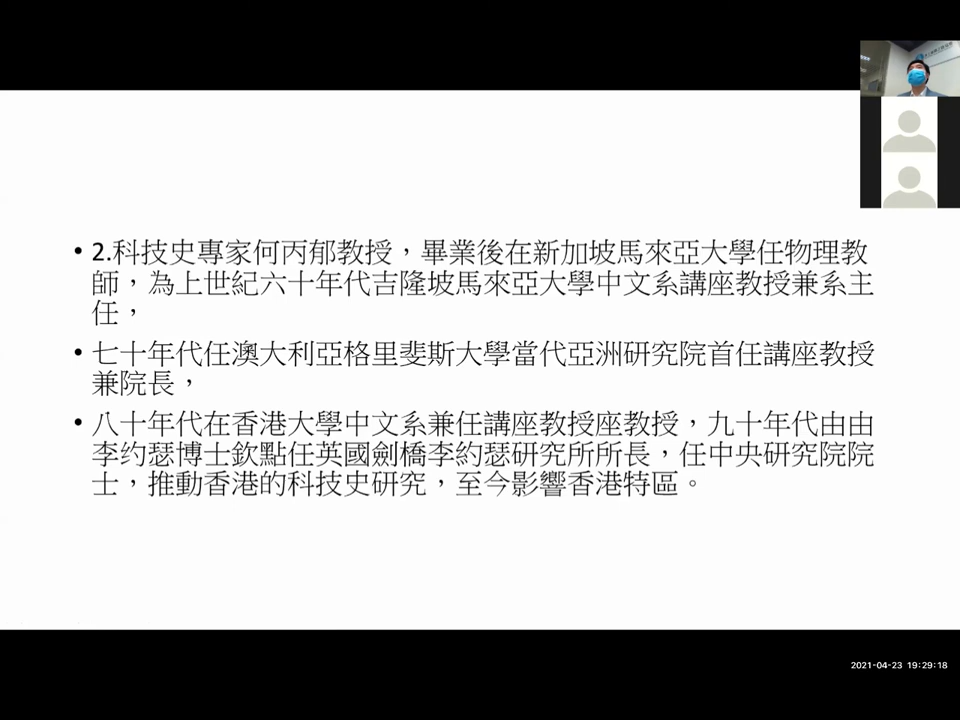 • 2.科技史專家何丙郁教授，畢業後在新加坡馬來亞大學任物理教
師，為上世紀六十年代吉隆坡馬來亞大學中文系講座教授兼系主
任，
• 七十年代任澳大利亞格里斐斯大學當代亞洲研究院首任講座教授
兼院長，
• 八十年代在香港大學中文系兼任講座教授座教授，九十年代由由
李約瑟博士欽點任英國劍橋李約瑟研究所所長，任中央研究院院
士，推動香港的科技史研究，至今影響香港特區。
2021-04-23 19:29:18